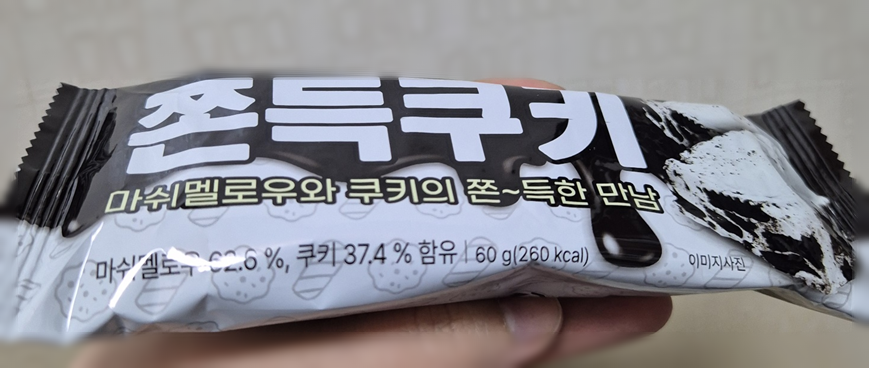 쫀득쿠키
마쉬멜로우와 쿠키의 쫀~득한 만남
마쉬멜로우 62.6 %, 쿠키 37.4 % 함유 | 60 g(260 kcal)
이미지사진